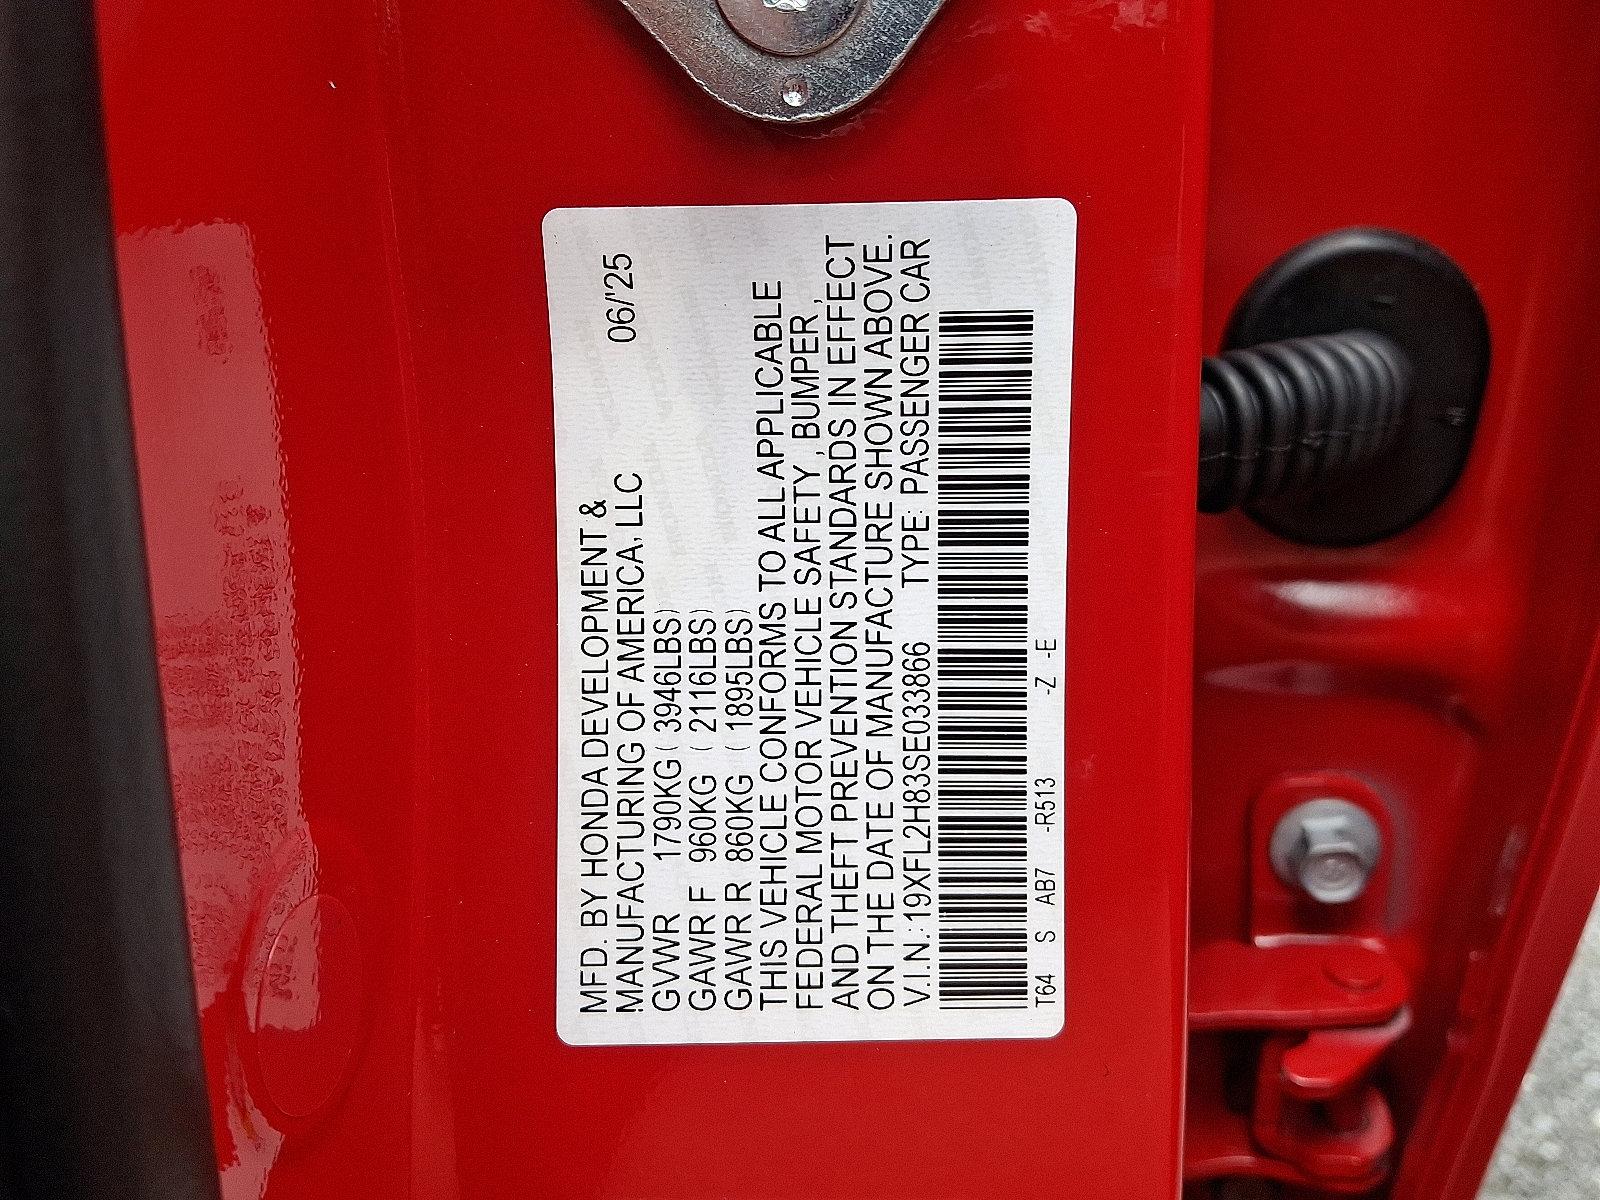 MFD. BY HONDA DEVELOPMENT &
MANUFACTURING OF AMERICA, LLC 06/'25
GVWR 1790KG ( 3946LBS)
GAWR F 960KG ( 2116LBS)
GAWR R 860KG ( 1895LBS)
THIS VEHICLE CONFORMS TO ALL APPLICABLE
FEDERAL MOTOR VEHICLE SAFETY , BUMPER ,
AND THEFT PREVENTION STANDARDS IN EFFECT
ON THE DATE OF MANUFACTURE SHOWN ABOVE.
V.I.N.: 19XFL2H83SE033866 TYPE: PASSENGER CAR
T64 S AB7 -R513 -Z -E